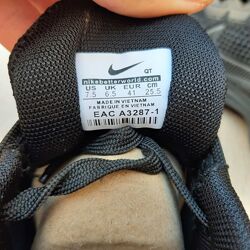 NIKE QT
nikebetterworld.com
US UK EUR cm
7.5 6.5 41 25.5
MADE IN VIETNAM
FABRIQUE EN VIETNAM
EAC A3287-1